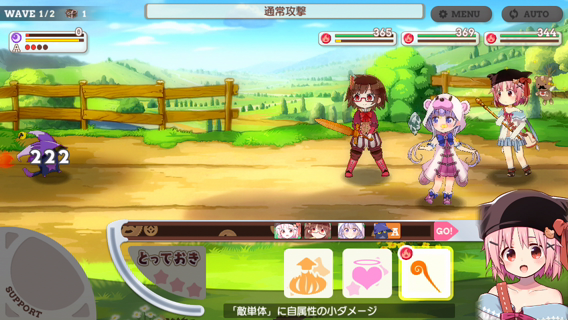 WAVE 1/2
1
通常攻撃
MENU
AUTO
0
A
365
369
344
222
A
GO!
とっておき
SUPPORT
「敵単体」に自属性の小ダメージ